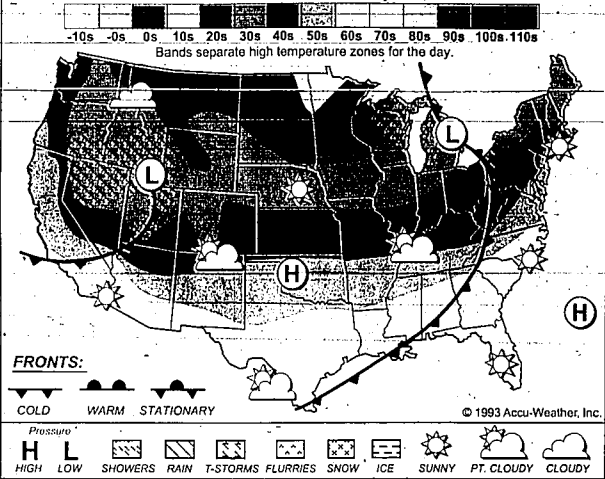 -10s -0s 0s 10s 20s 30s 40s 50s 60s 70s 80s 90s 100s 110s
Bands separate high temperature zones for the day.
L
L
H
H
FRONTS:
COLD WARM STATIONARY
© 1993 Accu-Weather, Inc.
Pressure
H L
HIGH LOW SHOWERS RAIN T-STORMS FLURRIES SNOW ICE SUNNY PT. CLOUDY CLOUDY